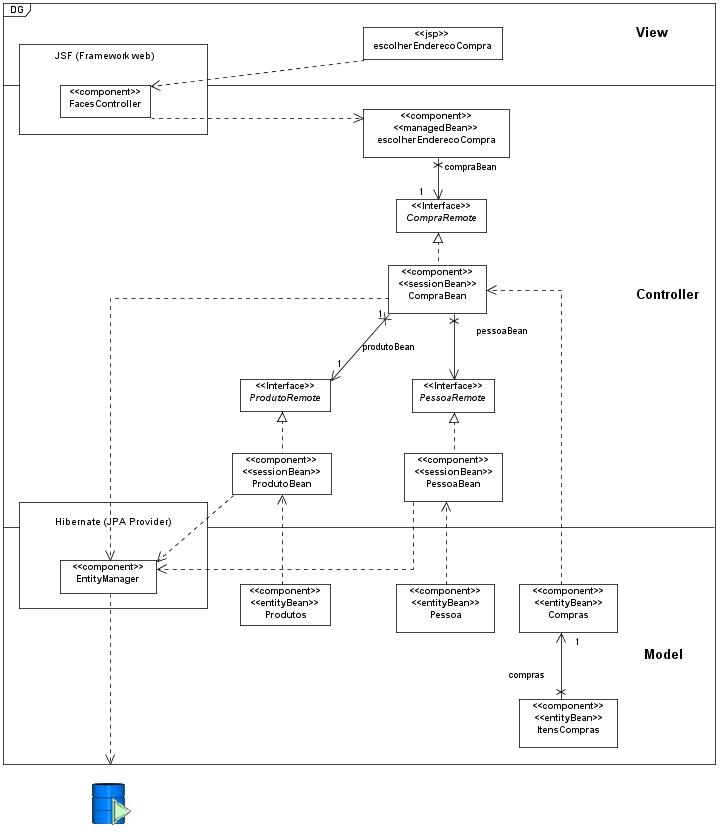 DG
View
<<jsp>>
escolherEnderecoCompra
JSF (Framework web)
<<component>>
FacesController
<<component>>
<<managedBean>>
escolherEnderecoCompra
compraBean
1
<<Interface>>
CompraRemote
<<component>>
<<sessionBean>>
CompraBean
Controller
1
pessoaBean
produtoBean
1
<<Interface>>
ProdutoRemote
<<Interface>>
PessoaRemote
<<component>>
<<sessionBean>>
ProdutoBean
<<component>>
<<sessionBean>>
PessoaBean
Hibernate (JPA Provider)
<<component>>
EntityManager
<<component>>
<<entityBean>>
Produtos
<<component>>
<<entityBean>>
Pessoa
<<component>>
<<entityBean>>
Compras
1
Model
compras
<<component>>
<<entityBean>>
ItensCompras